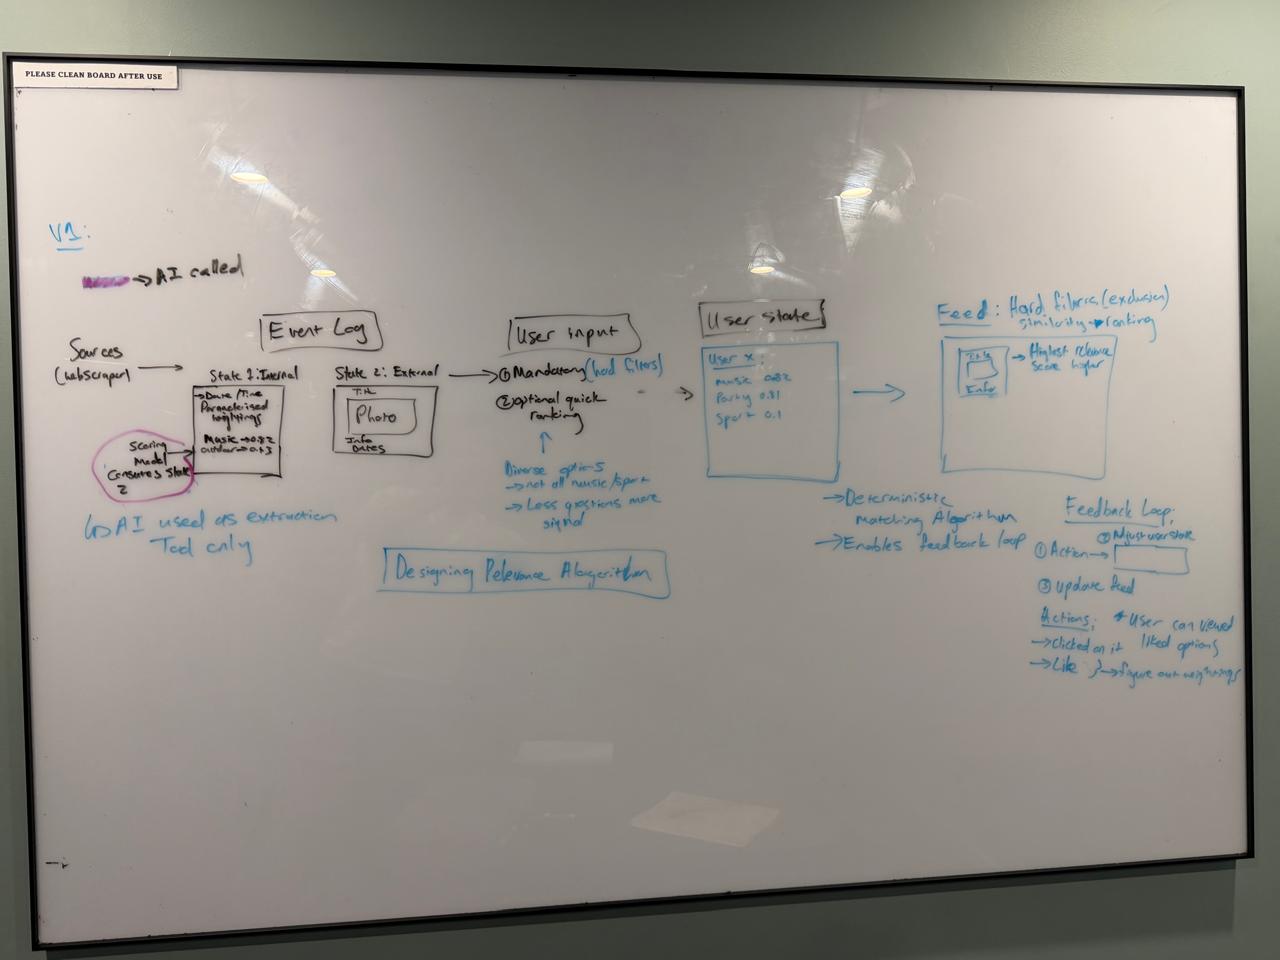 PLEASE CLEAN BOARD AFTER USE
V1:
→ AI called
Sources
(webscraper)
Event Log
State 1: Internal
→ Date / Time
Parameterised
weightings
Music → 0.82
outdoor → 0.43
Scoring
Model
Consumes State
2
↳ AI used as extraction
Tool only
State 2: External
Title
Photo
Info
Dates
User input
① Mandatory (hard filters)
② optional quick
ranking
Diverse options
→ not all music/sport
→ Less questions more
signal
Designing Relevance Algorithm
User State
User x:
Music 0.82
Party 0.81
Sport 0.1
→ Deterministic
Matching Algorithm
→ Enables feedback loop
Feed: Hard filters (exclusion)
similarity → ranking
Title
Info
→ Highest relevance
Score higher
Feedback Loop:
① Action →
② Adjust user state
③ update feed
Actions:
→ clicked on it
→ Like } → figure out weightings
* User can viewed
liked options